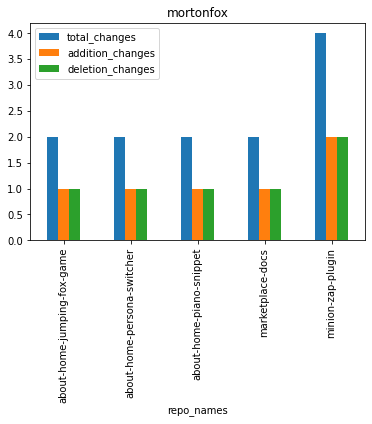 mortonfox
total_changes
addition_changes
deletion_changes
4.0
3.5
3.0
2.5
2.0
1.5
1.0
0.5
0.0
about-home-jumping-fox-game
about-home-persona-switcher
about-home-piano-snippet
marketplace-docs
minion-zap-plugin
repo_names